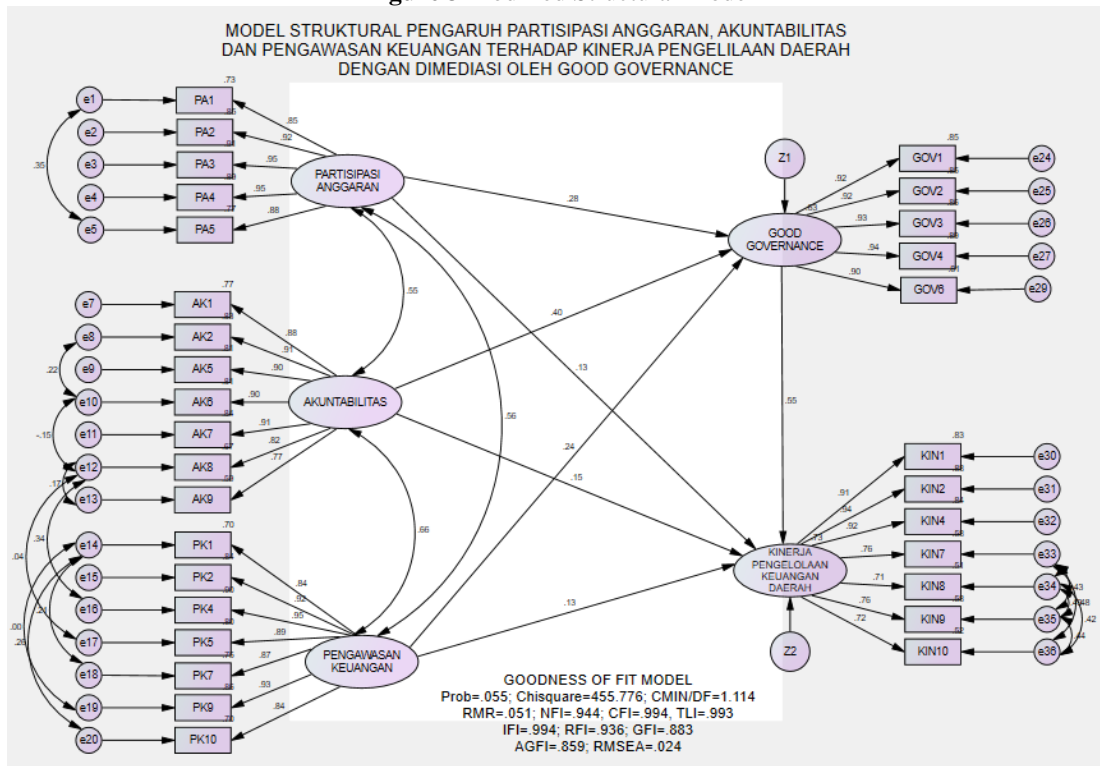 MODEL STRUKTURAL PENGARUH PARTISIPASI ANGGARAN, AKUNTABILITAS
DAN PENGAWASAN KEUANGAN TERHADAP KINERJA PENGELILAAN DAERAH
DENGAN DIMEDIASI OLEH GOOD GOVERNANCE
e1 PA1 .73
e2 PA2
e3 PA3
e4 PA4
e5 PA5 .77
.35
.85
.92
.95
.95
.88
PARTISIPASI
ANGGARAN
e7 AK1 .77
e8 AK2
e9 AK5
e10 AK6
e11 AK7
e12 AK8
e13 AK9
.22
-.15
.17
.88
.91
.90
.90
.91
.82
.77
AKUNTABILITAS
e14 PK1 .70
e15 PK2
e16 PK4
e17 PK5
e18 PK7
e19 PK9
e20 PK10
.34
.04
.00
.84
.92
.95
.89
.87
.93
.84
PENGAWASAN
KEUANGAN
.55
.56
.66
.28
.40
.24
.13
.15
.13
.55
Z1
GOOD
GOVERNANCE
.92
.92
.93
.94
.90
.85
GOV1 e24
GOV2 e25
GOV3 e26
GOV4 e27
GOV6 e29
.73
KINERJA
PENGELOLAAN
KEUANGAN
DAERAH
Z2
.91
.94
.92
.76
.71
.76
.72
.83
KIN1 e30
KIN2 e31
KIN4 e32
KIN7 e33
KIN8 e34
KIN9 e35
KIN10 e36
.42
GOODNESS OF FIT MODEL
Prob=.055; Chisquare=455.776; CMIN/DF=1.114
RMR=.051; NFI=.944; CFI=.994, TLI=.993
IFI=.994; RFI=.936; GFI=.883
AGFI=.859; RMSEA=.024